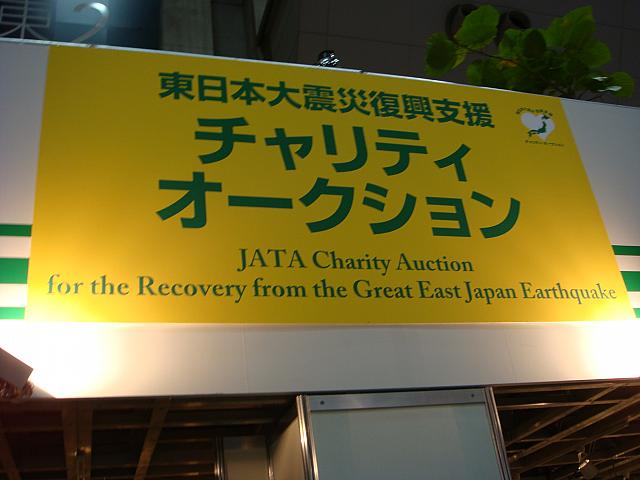 東日本大震災復興支援
チャリティ
オークション
JATA Charity Auction
for the Recovery from the Great East Japan Earthquake